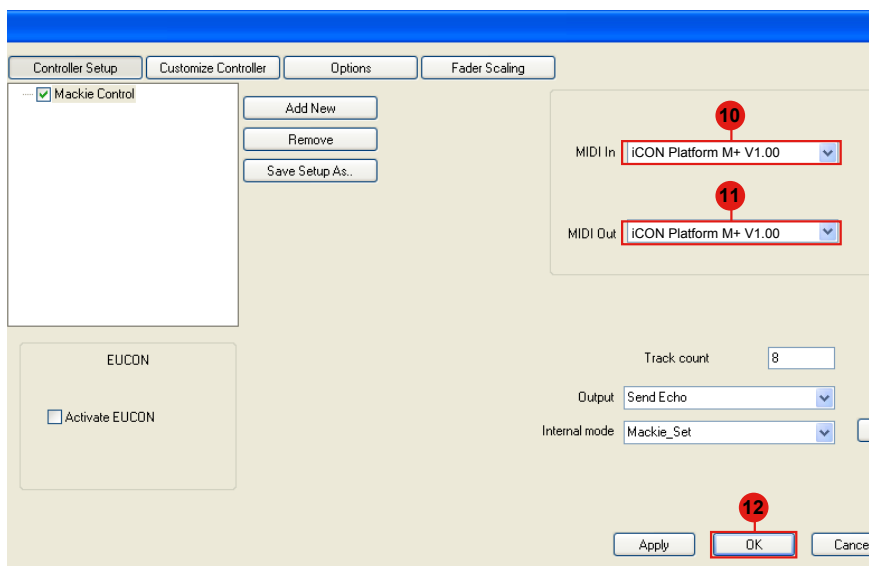 Controller Setup
Customize Controller
Options
Fader Scaling
Mackie Control
Add New
Remove
Save Setup As..
10
MIDI In
iCON Platform M+ V1.00
11
MIDI Out
iCON Platform M+ V1.00
EUCON
Activate EUCON
Track count
8
Output
Send Echo
Internal mode
Mackie_Set
12
Apply
OK
Cance